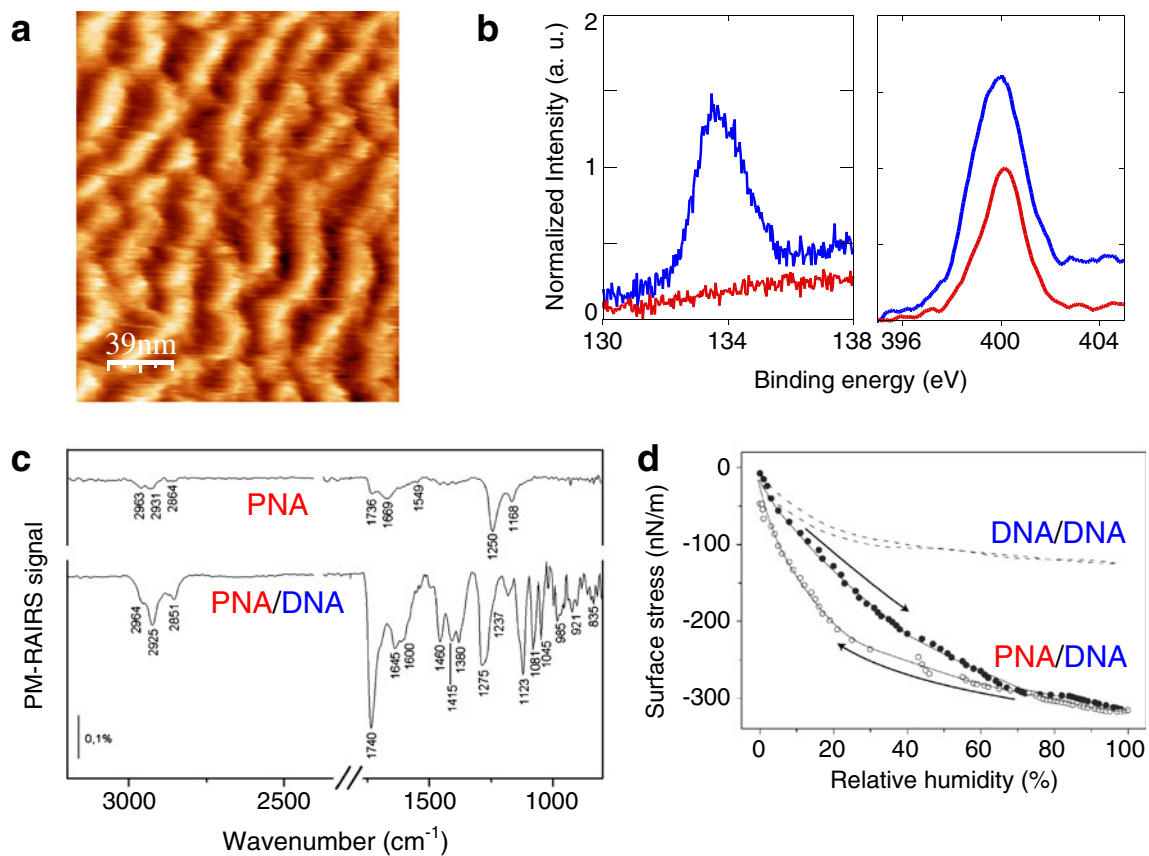 a
39nm
b
Normalized Intensity (a. u.)
2
1
0
130 134 138
396 400 404
Binding energy (eV)
c
PM-RAIRS signal
PNA
2963 2931 2864 1736 1669 1549 1250 1168
PNA/DNA
2964 2925 2851 1740 1645 1600 1460 1415 1380 1275 1237 1123 1081 1045 985 921 835
0,1%
3000 2500 1500 1000
Wavenumber (cm⁻¹)
d
Surface stress (nN/m)
0
-100
-200
-300
DNA/DNA
PNA/DNA
0 20 40 60 80 100
Relative humidity (%)